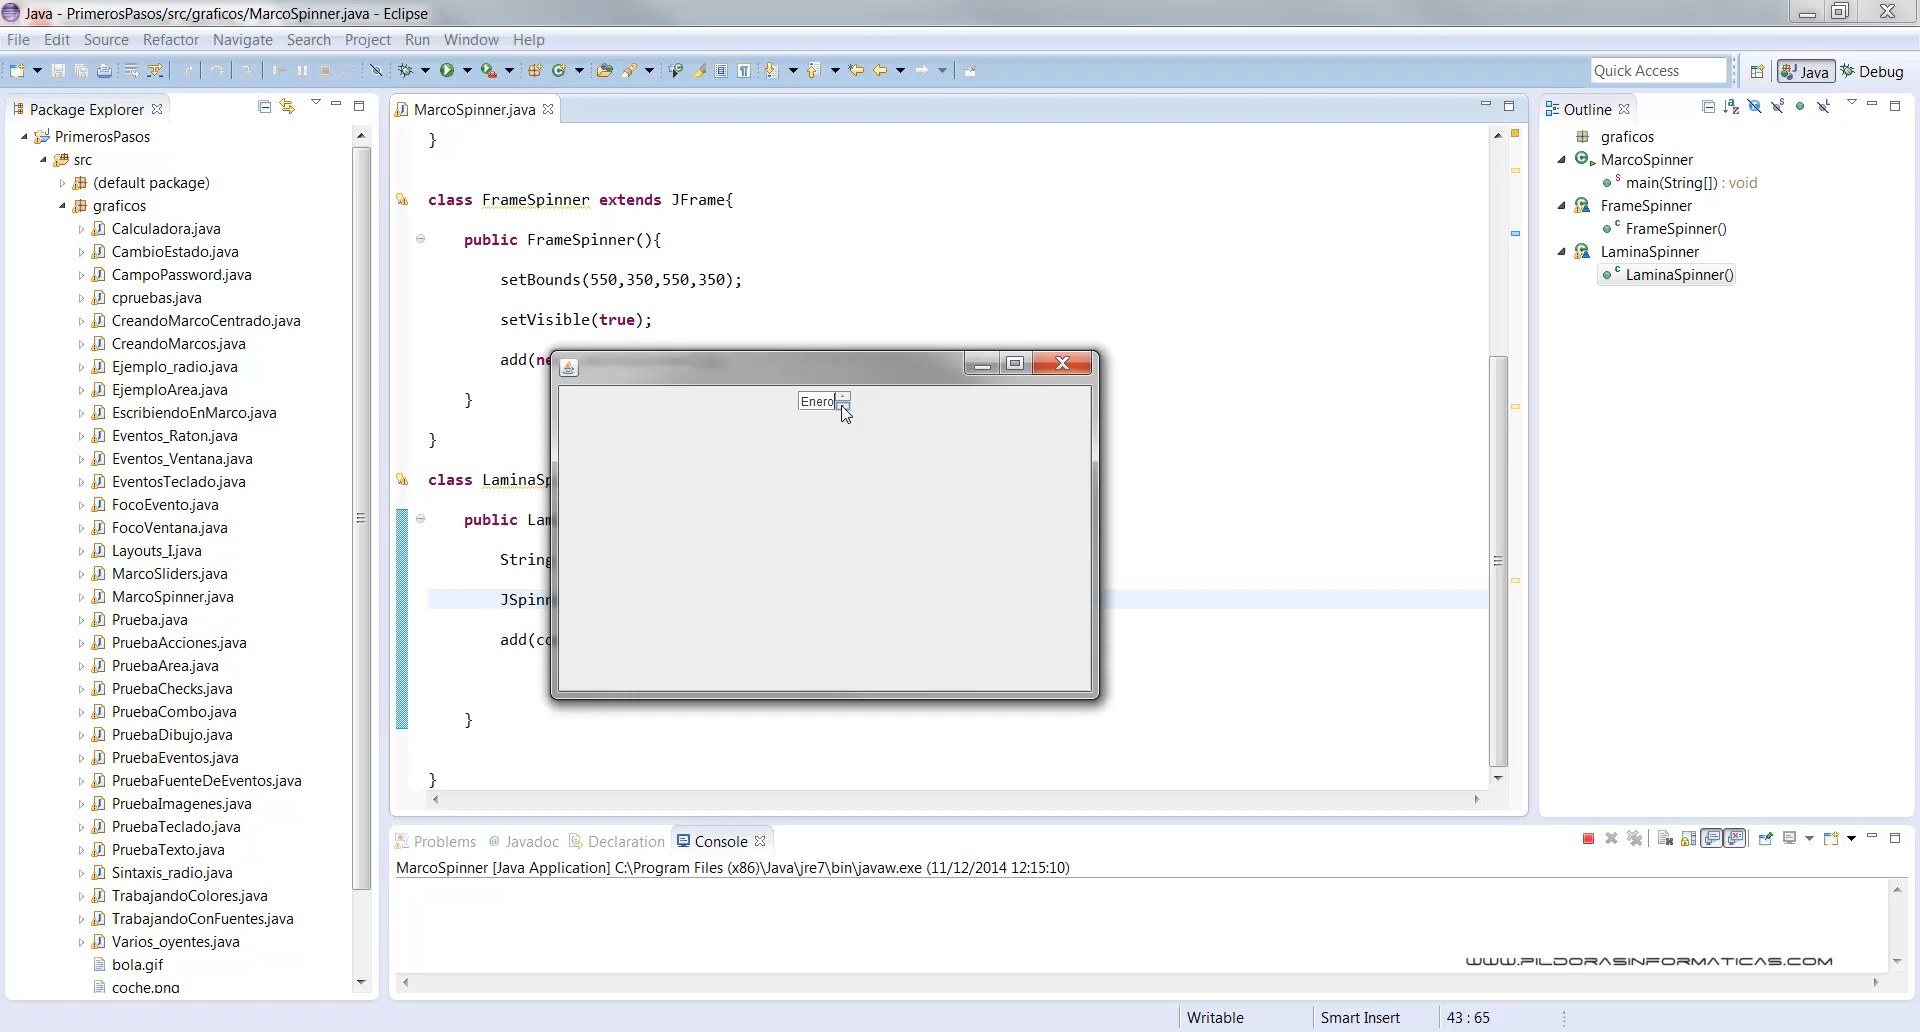 Java - PrimerosPasos/src/graficos/MarcoSpinner.java - Eclipse
File Edit Source Refactor Navigate Search Project Run Window Help
Quick Access
Java
Debug
Package Explorer
PrimerosPasos
src
(default package)
graficos
Calculadora.java
CambioEstado.java
CampoPassword.java
cpruebas.java
CreandoMarcoCentrado.java
CreandoMarcos.java
Ejemplo_radio.java
EjemploArea.java
EscribiendoEnMarco.java
Eventos_Raton.java
Eventos_Ventana.java
EventosTeclado.java
FocoEvento.java
FocoVentana.java
Layouts_I.java
MarcoSliders.java
MarcoSpinner.java
Prueba.java
PruebaAcciones.java
PruebaArea.java
PruebaChecks.java
PruebaCombo.java
PruebaDibujo.java
PruebaEventos.java
PruebaFuenteDeEventos.java
PruebaImagenes.java
PruebaTeclado.java
PruebaTexto.java
Sintaxis_radio.java
TrabajandoColores.java
TrabajandoConFuentes.java
Varios_oyentes.java
bola.gif
coche.png
MarcoSpinner.java
}
class FrameSpinner extends JFrame{
public FrameSpinner(){
setBounds(550,350,550,350);
setVisible(true);
add(ne
}
}
class LaminaSp
public Lam
String
JSpinn
add(co
}
}
Enero
Outline
graficos
MarcoSpinner
main(String[]) : void
FrameSpinner
FrameSpinner()
LaminaSpinner
LaminaSpinner()
Problems @ Javadoc Declaration Console
MarcoSpinner [Java Application] C:\Program Files (x86)\Java\jre7\bin\javaw.exe (11/12/2014 12:15:10)
WWW.PILDORASINFORMATICAS.COM
Writable Smart Insert 43 : 65